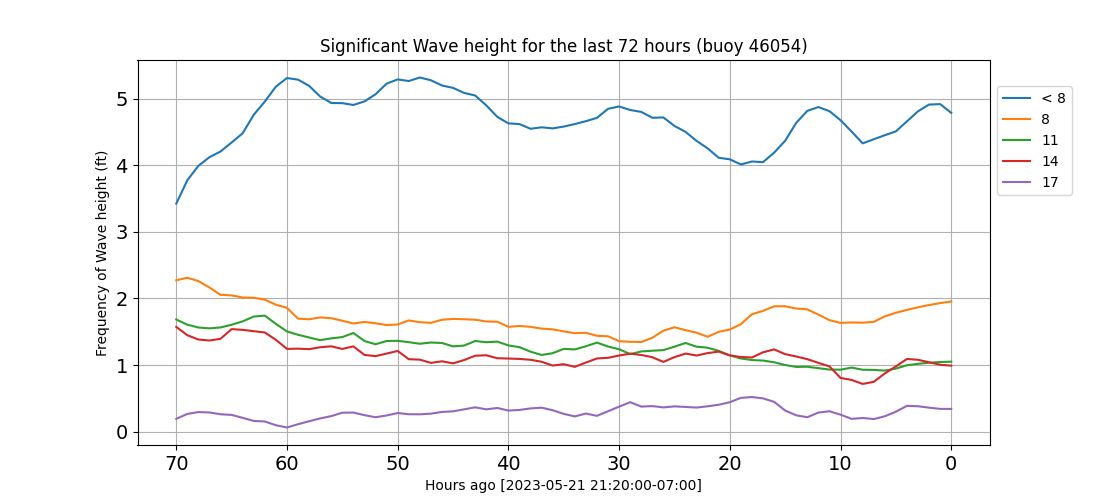 Significant Wave height for the last 72 hours (buoy 46054)
Frequency of Wave height (ft)
5
4
3
2
1
0
70 60 50 40 30 20 10 0
Hours ago [2023-05-21 21:20:00-07:00]
< 8
8
11
14
17